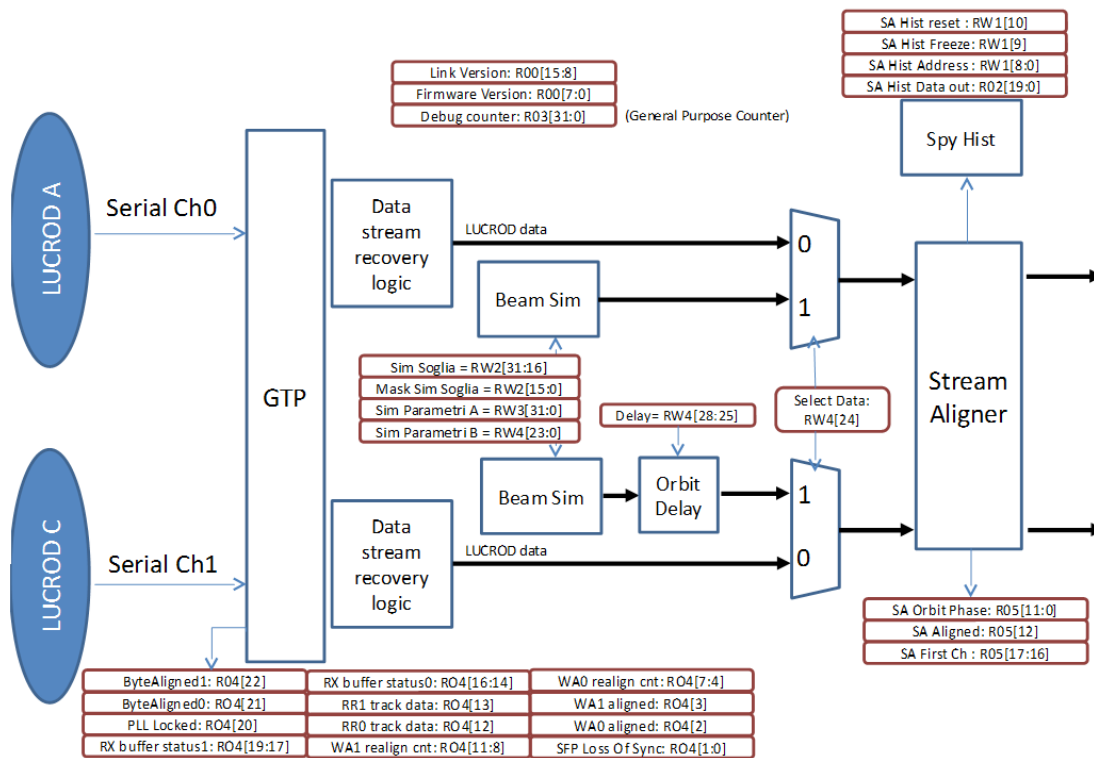 SA Hist reset : RW1[10]
SA Hist Freeze: RW1[9]
SA Hist Address : RW1[8:0]
SA Hist Data out: R02[19:0]
Link Version: R00[15:8]
Firmware Version: R00[7:0]
Debug counter: R03[31:0]
(General Purpose Counter)
Spy Hist
LUCROD A
Serial Ch0
Data
stream
recovery
logic
LUCROD data
0
1
Beam Sim
GTP
Sim Soglia = RW2[31:16]
Mask Sim Soglia = RW2[15:0]
Sim Parametri A = RW3[31:0]
Sim Parametri B = RW4[23:0]
Delay= RW4[28:25]
Select Data:
RW4[24]
Stream
Aligner
Beam Sim
Orbit
Delay
1
0
LUCROD C
Serial Ch1
Data
stream
recovery
logic
LUCROD data
SA Orbit Phase: R05[11:0]
SA Aligned: R05[12]
SA First Ch : R05[17:16]
ByteAligned1: RO4[22]
ByteAligned0: RO4[21]
PLL Locked: RO4[20]
RX buffer status1: RO4[19:17]
RX buffer status0: RO4[16:14]
RR1 track data: RO4[13]
RR0 track data: RO4[12]
WA1 realign cnt: RO4[11:8]
WA0 realign cnt: RO4[7:4]
WA1 aligned: RO4[3]
WA0 aligned: RO4[2]
SFP Loss Of Sync: RO4[1:0]